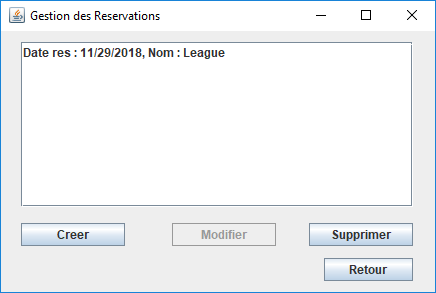 Gestion des Reservations
Date res : 11/29/2018, Nom : League
Creer
Modifier
Supprimer
Retour